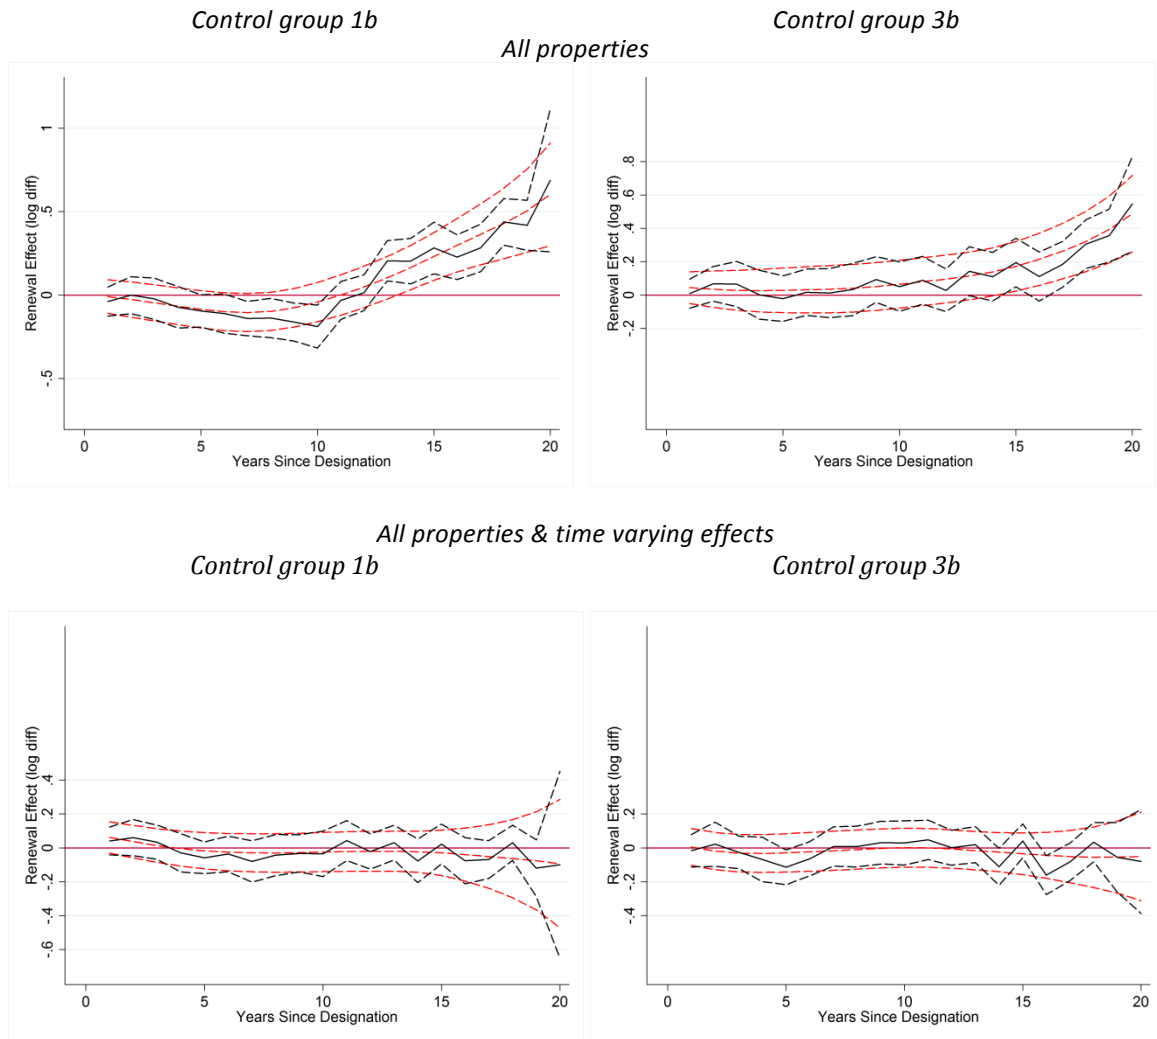 Control group 1b Control group 3b
All properties
Renewal Effect (log diff)
1
.5
0
-.5
0 5 10 15 20
Years Since Designation
Renewal Effect (log diff)
.8
.6
.4
.2
0
-.2
0 5 10 15 20
Years Since Designation
All properties & time varying effects
Control group 1b Control group 3b
Renewal Effect (log diff)
.4
.2
0
-.2
-.4
-.6
0 5 10 15 20
Years Since Designation
Renewal Effect (log diff)
.2
0
-.2
-.4
0 5 10 15 20
Years Since Designation